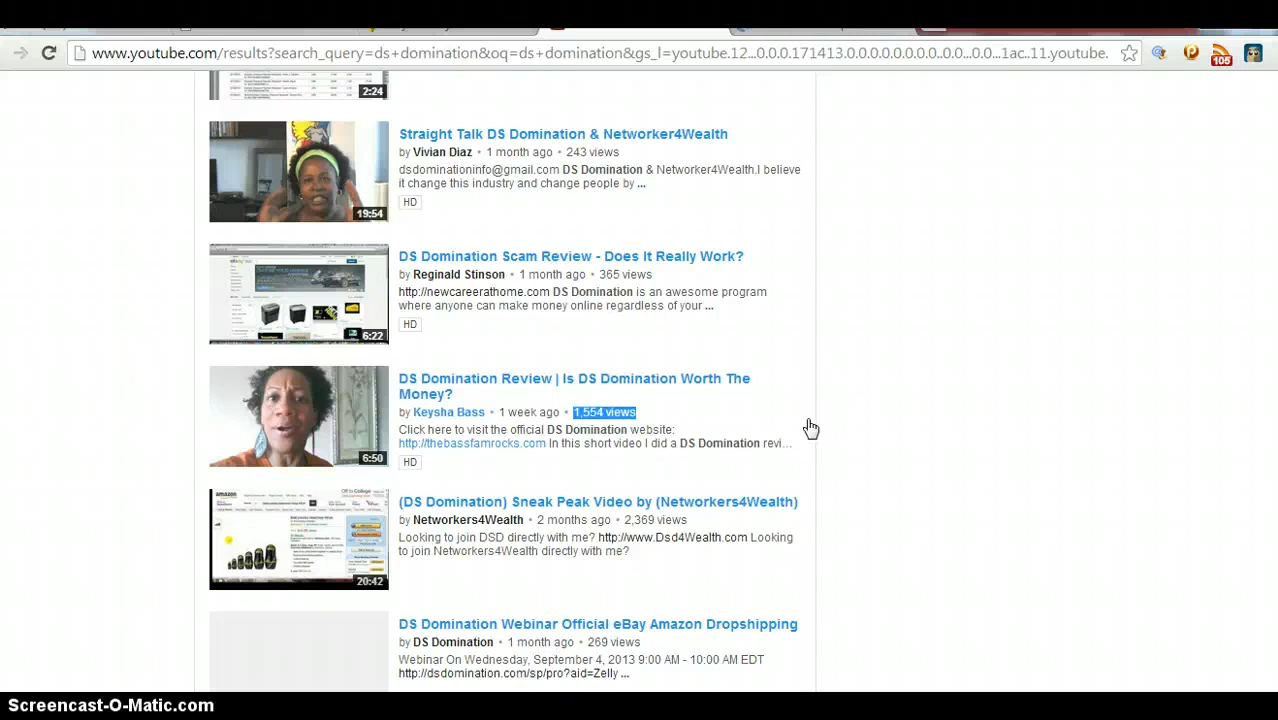 www.youtube.com/results?search_query=ds+domination&oq=ds+domination&gs_l=youtube.12...0.0.0.171413.0.0.0.0.0.0.0.0..0.0...0...1ac..11.youtube.
105
2:24
Straight Talk DS Domination & Networker4Wealth
by Vivian Diaz • 1 month ago • 243 views
dsdominationinfo@gmail.com DS Domination & Networker4Wealth.I believe
it change this industry and change people by ...
HD
19:54
DS Domination Scam Review - Does It Really Work?
by Reginald Stinson • 1 month ago • 365 views
DS Domination is an awesome program
where anyone can make money online regardless of your ...
HD
6:22
DS Domination Review | Is DS Domination Worth The
Money?
by Keysha Bass • 1 week ago • 1,554 views
Click here to visit the official DS Domination website:
http://thebassfamrocks.com In this short video I did a DS Domination revi...
HD
6:50
(DS Domination) Sneak Peak Video by (Networkers4Wealth)
by Networkers4Wealth • 2 months ago • 2,369 views
Looking to join DSD directly with me? http://www.Dsd4Wealth.com Looking
to join Networkers4Wealth directly with me?
amazon
20:42
DS Domination Webinar Official eBay Amazon Dropshipping
by DS Domination • 1 month ago • 269 views
Webinar On Wednesday, September 4, 2013 9:00 AM - 10:00 AM EDT
http://dsdomination.com/sp/pro?aid=Zelly ...
Screencast-O-Matic.com